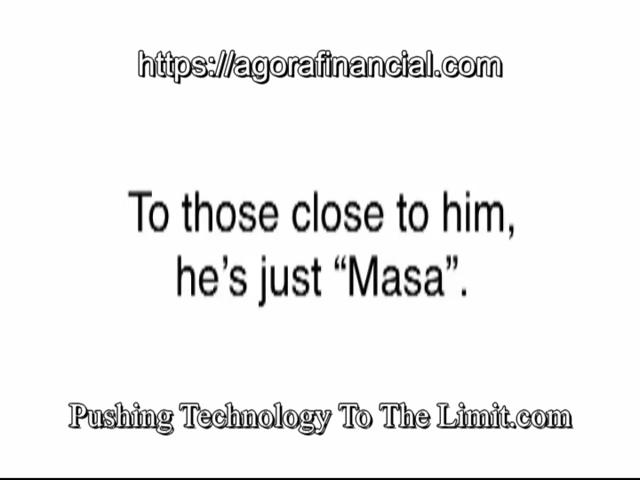 https://agorafinancial.com
To those close to him,
he’s just “Masa”.
Pushing Technology To The Limit.com